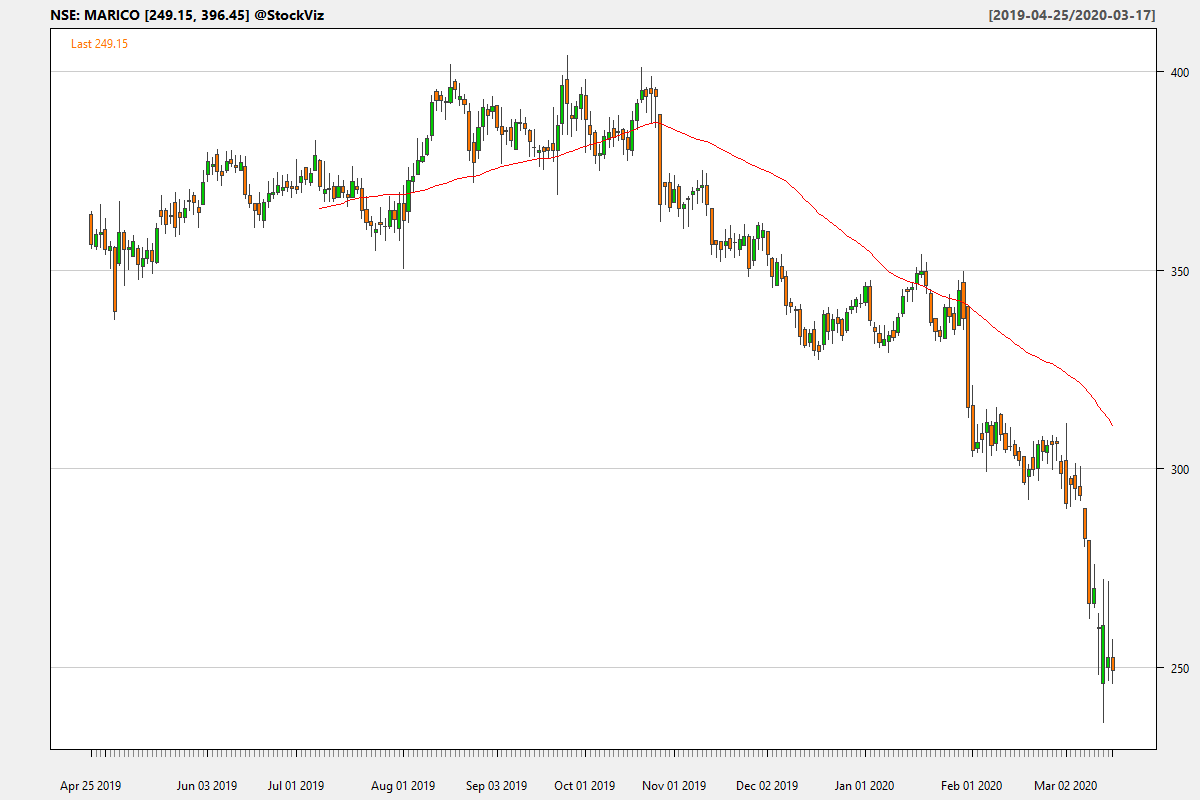 NSE: MARICO [249.15, 396.45] @StockViz
[2019-04-25/2020-03-17]
Last 249.15
400
350
300
250
Apr 25 2019
Jun 03 2019
Jul 01 2019
Aug 01 2019
Sep 03 2019
Oct 01 2019
Nov 01 2019
Dec 02 2019
Jan 01 2020
Feb 01 2020
Mar 02 2020